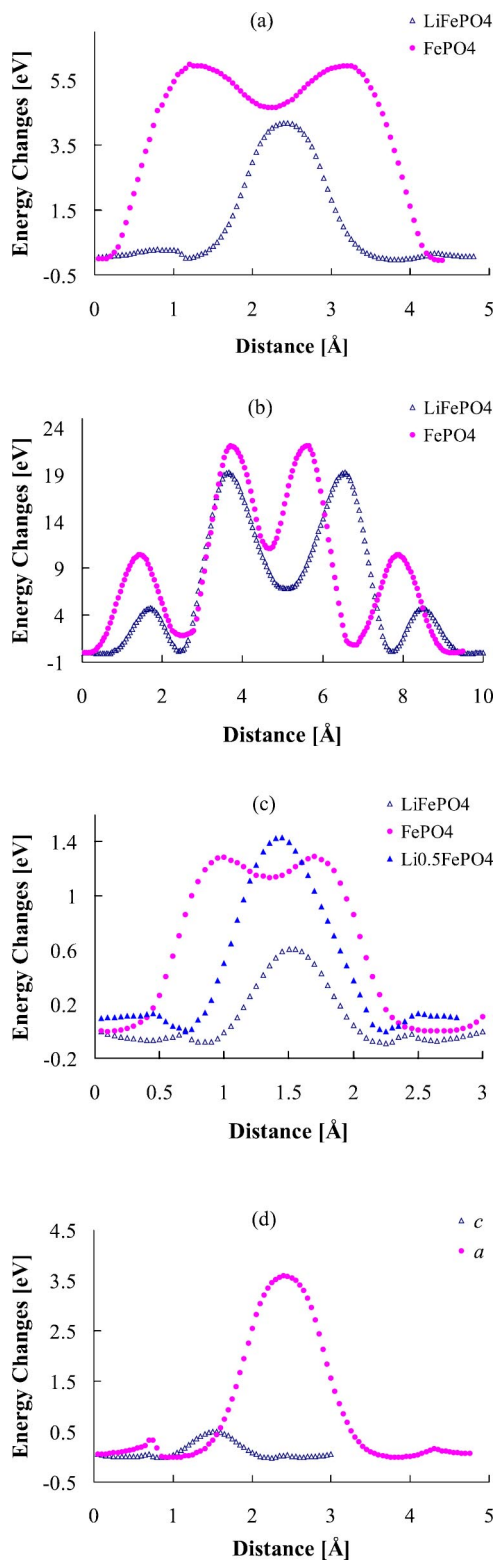 (a)
LiFePO4
FePO4
Energy Changes [eV]
5.5
3.5
1.5
-0.5
0 1 2 3 4 5
Distance [Å]
(b)
LiFePO4
FePO4
Energy Changes [eV]
24
19
14
9
4
-1
0 2 4 6 8 10
Distance [Å]
(c)
LiFePO4
FePO4
Li0.5FePO4
Energy Changes [eV]
1.4
1
0.6
0.2
-0.2
0 0.5 1 1.5 2 2.5 3
Distance [Å]
(d)
c
a
Energy Changes [eV]
4.5
3.5
2.5
1.5
0.5
-0.5
0 1 2 3 4 5
Distance [Å]